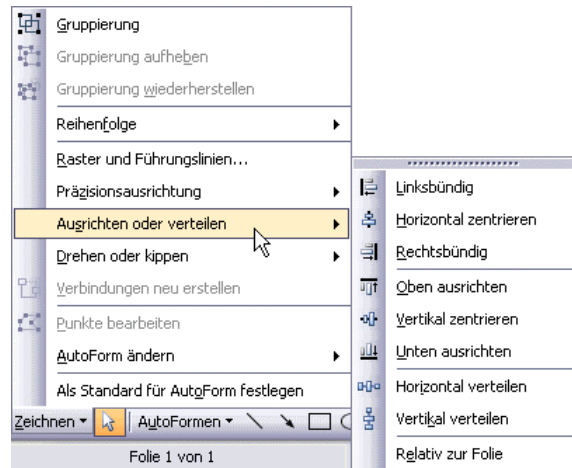 Gruppierung
Gruppierung aufheben
Gruppierung wiederherstellen
Reihenfolge
Raster und Führungslinien...
Präzisionsausrichtung
Ausrichten oder verteilen
Drehen oder kippen
Verbindungen neu erstellen
Punkte bearbeiten
AutoForm ändern
Als Standard für AutoForm festlegen
Linksbündig
Horizontal zentrieren
Rechtsbündig
Oben ausrichten
Vertikal zentrieren
Unten ausrichten
Horizontal verteilen
Vertikal verteilen
Relativ zur Folie
Zeichnen AutoFormen
Folie 1 von 1